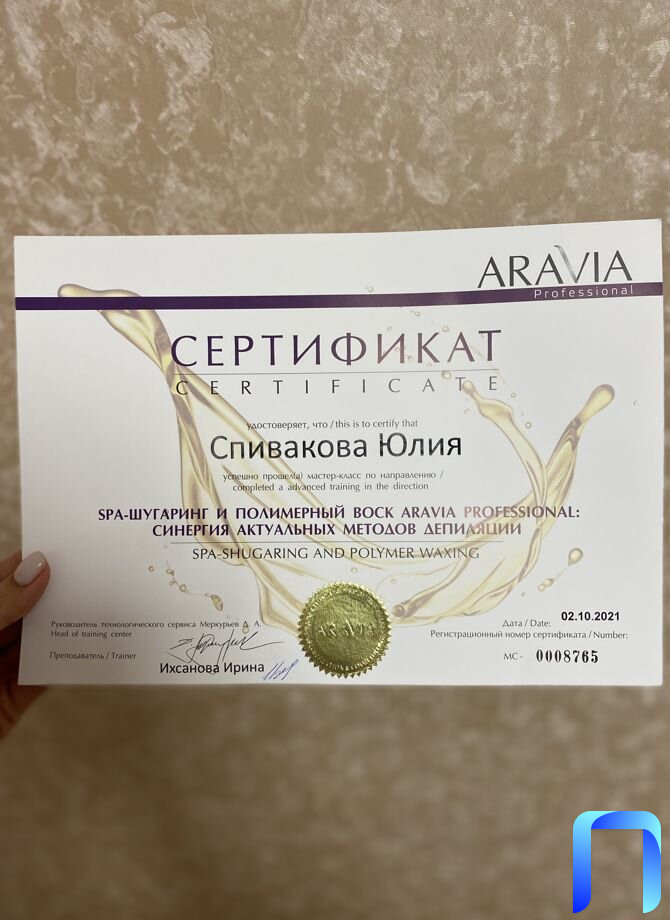 ARAVIA
Professional
СЕРТИФИКАТ
CERTIFICATE
удостоверяет, что / this is to certify that
Спивакова Юлия
успешно прошел(а) мастер-класс по направлению /
completed a advanced training in the direction
SPA-ШУГАРИНГ И ПОЛИМЕРНЫЙ ВОСК ARAVIA PROFESSIONAL:
СИНЕРГИЯ АКТУАЛЬНЫХ МЕТОДОВ ДЕПИЛЯЦИИ
SPA-SHUGARING AND POLYMER WAXING
Руководитель технологического сервиса Меркурьев Д. А.
Head of training center
Преподаватель / Trainer
Ихсанова Ирина
ARAVIA
Дата / Date: 02.10.2021
Регистрационный номер сертификата / Number:
МС- 0008765